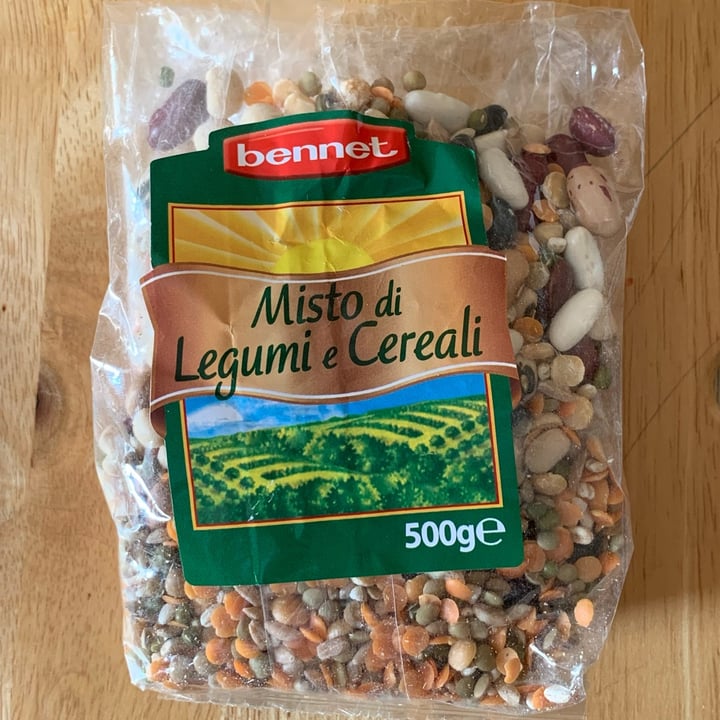 bennet
Misto di
Legumi e Cereali
500g℮